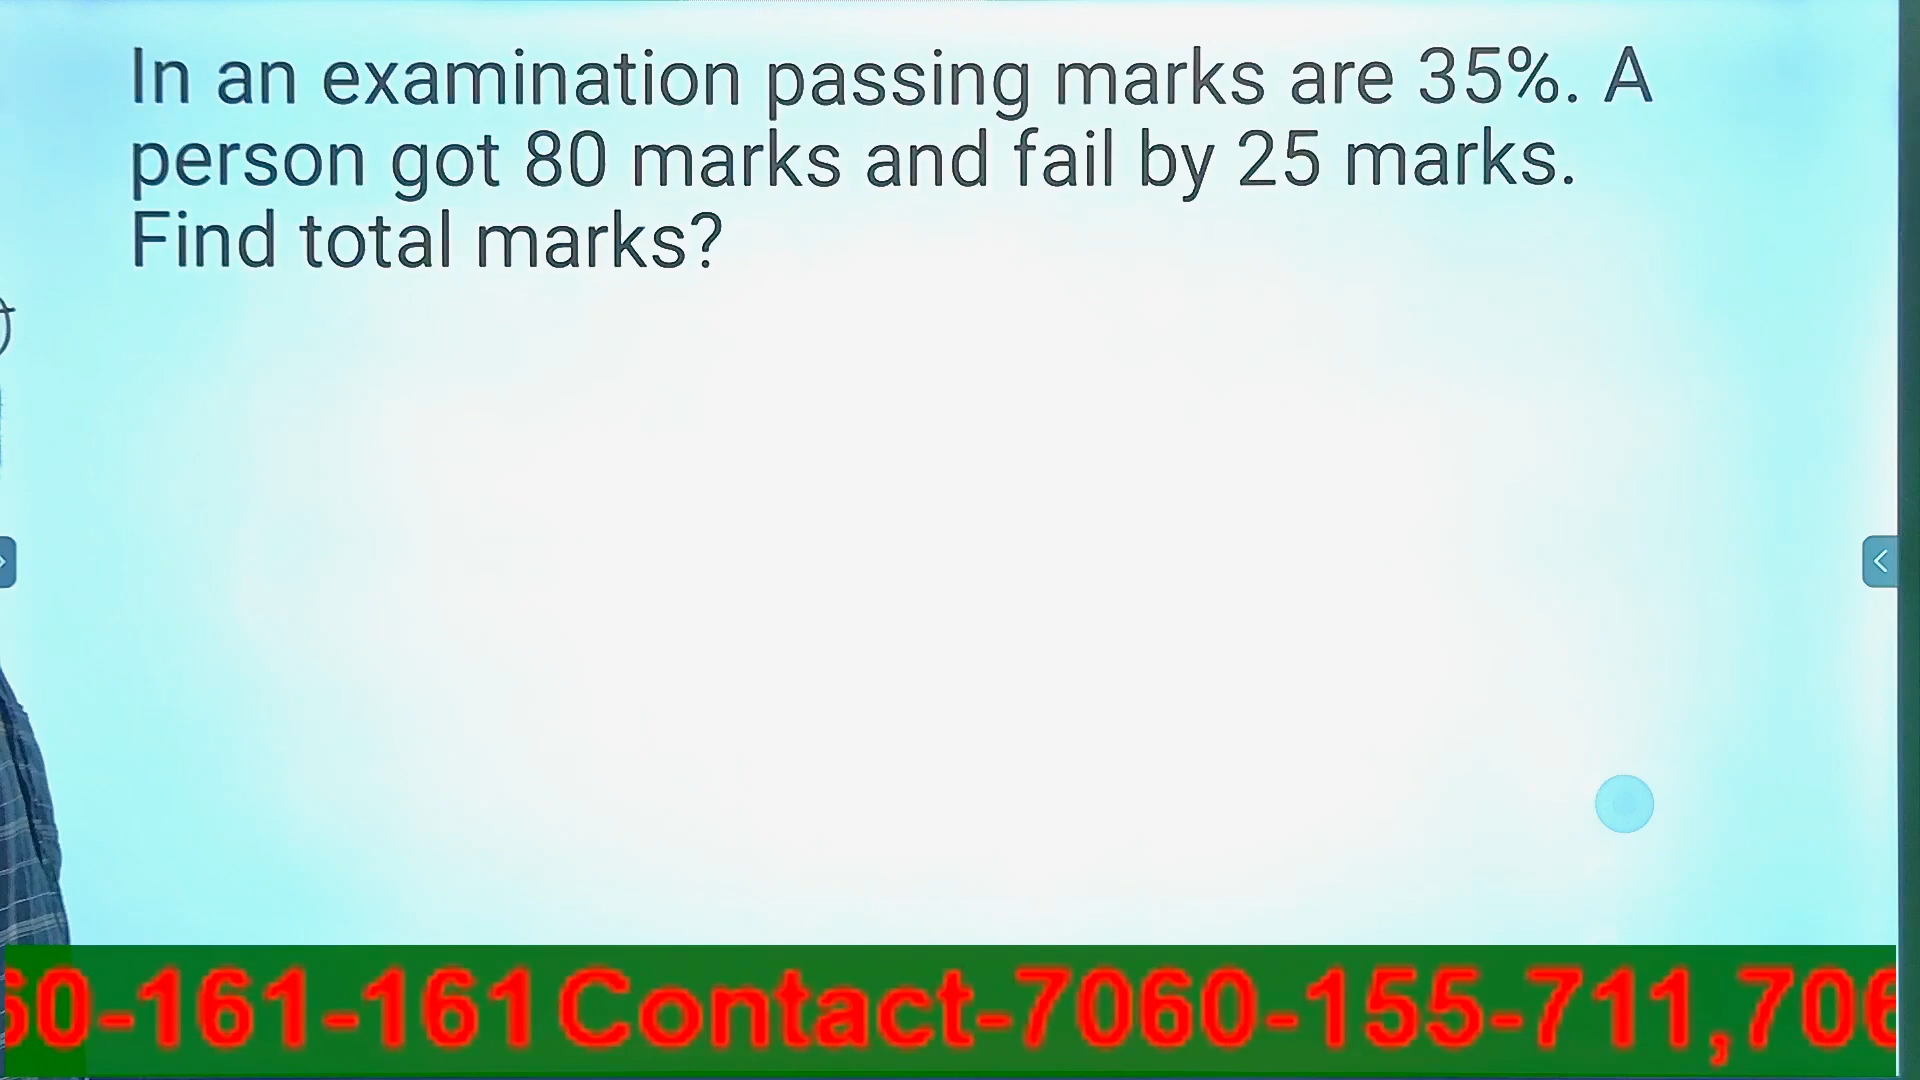 In an examination passing marks are 35%. A
person got 80 marks and fail by 25 marks.
Find total marks?
60-161-161 Contact-7060-155-711,706